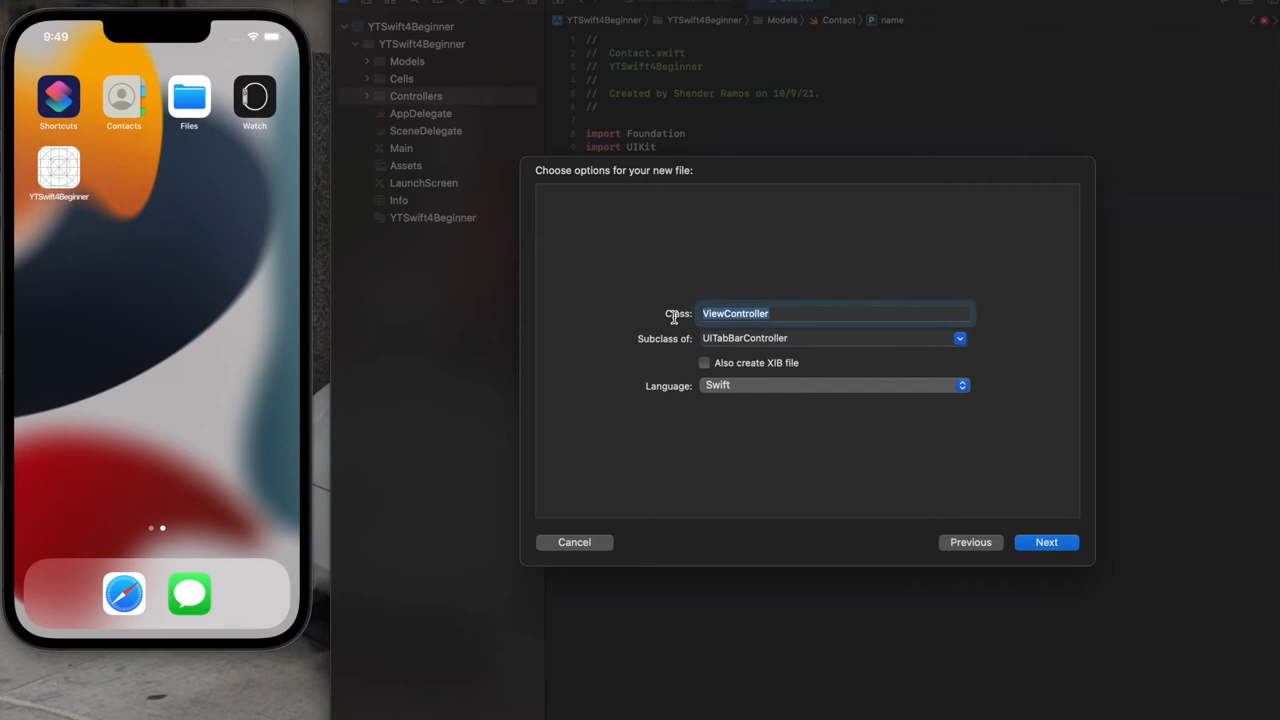 9:49
Shortcuts
Contacts
Files
Watch
YTSwift4Beginner
YTSwift4Beginner
YTSwift4Beginner
Models
Cells
Controllers
AppDelegate
SceneDelegate
Main
Assets
LaunchScreen
Info
YTSwift4Beginner
YTSwift4Beginner
YTSwift4Beginner
Models
Contact
P name
1 //
2 // Contact.swift
3 // YTSwift4Beginner
4 //
5 // Created by Shender Ramos on 10/9/21.
6 //
7
8 import Foundation
9 import UIKit
Choose options for your new file:
Class: ViewController
Subclass of: UITabBarController
Also create XIB file
Language: Swift
Cancel
Previous
Next